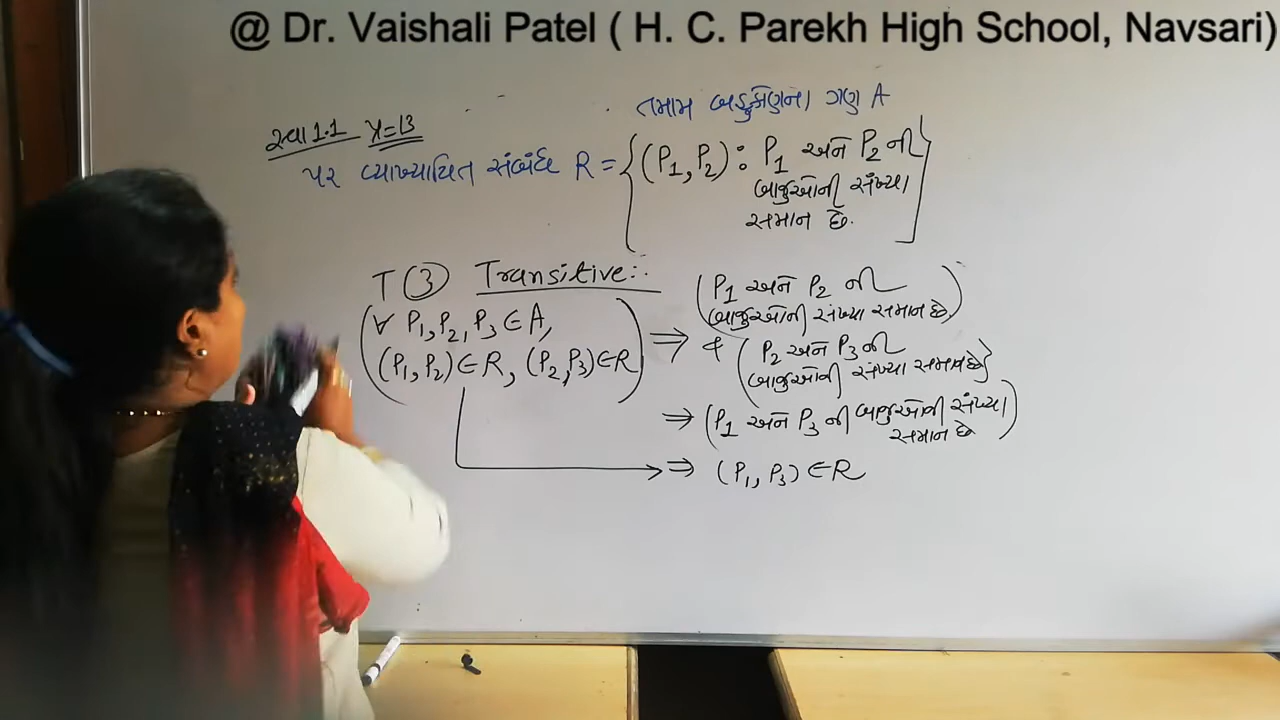 @ Dr. Vaishali Patel ( H. C. Parekh High School, Navsari)
તમામ બહુકોણના ગણ A
સ્વા 1.1 x=13
પર વ્યાખ્યાયિત સંબંધ R = {(P₁, P₂) : P₁ અને P₂ ની
બાજુઓની સંખ્યા
સમાન છે. }
T ③ Transitive:-
(∀ P₁, P₂, P₃ ∈ A,
(P₁, P₂) ∈ R, (P₂, P₃) ∈ R)
⇒ (P₁ અને P₂ ની
બાજુઓની સંખ્યા સમાન છે)
& (P₂ અને P₃ ની
બાજુઓની સંખ્યા સમાન છે)
⇒ (P₁ અને P₃ ની બાજુઓની સંખ્યા
સમાન છે)
⇒ (P₁, P₃) ∈ R